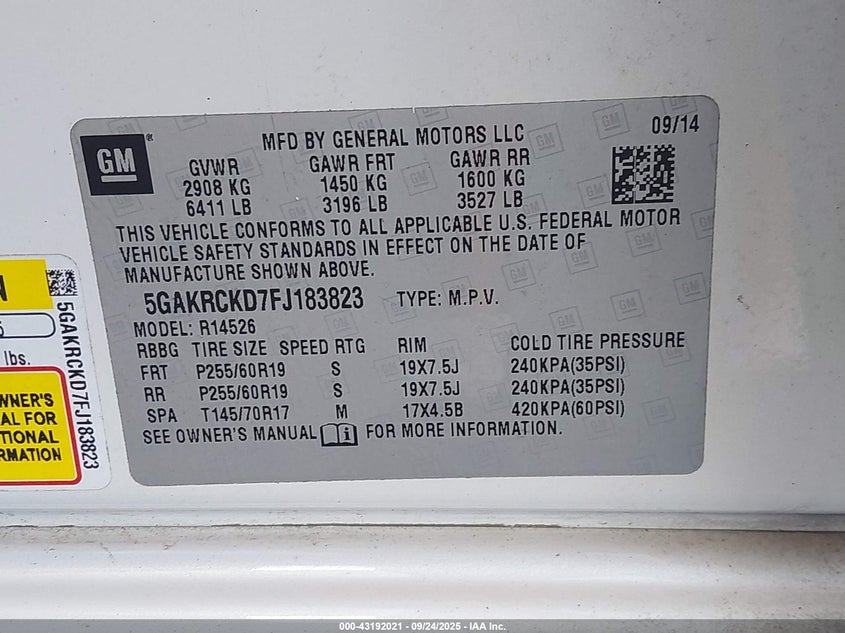 GM
®
MFD BY GENERAL MOTORS LLC
09/14
GVWR GAWR FRT GAWR RR
2908 KG 1450 KG 1600 KG
6411 LB 3196 LB 3527 LB
THIS VEHICLE CONFORMS TO ALL APPLICABLE U.S. FEDERAL MOTOR
VEHICLE SAFETY STANDARDS IN EFFECT ON THE DATE OF
MANUFACTURE SHOWN ABOVE.
5GAKRCKD7FJ183823 TYPE: M.P.V.
MODEL: R14526
RBBG TIRE SIZE SPEED RTG RIM COLD TIRE PRESSURE
FRT P255/60R19 S 19X7.5J 240KPA(35PSI)
RR P255/60R19 S 19X7.5J 240KPA(35PSI)
SPA T145/70R17 M 17X4.5B 420KPA(60PSI)
SEE OWNER'S MANUAL FOR MORE INFORMATION.
N
lbs.
WNER'S
AL FOR
TIONAL
RMATION
5GAKRCKD7FJ183823
000-43192021 - 09/24/2025 - IAA Inc.